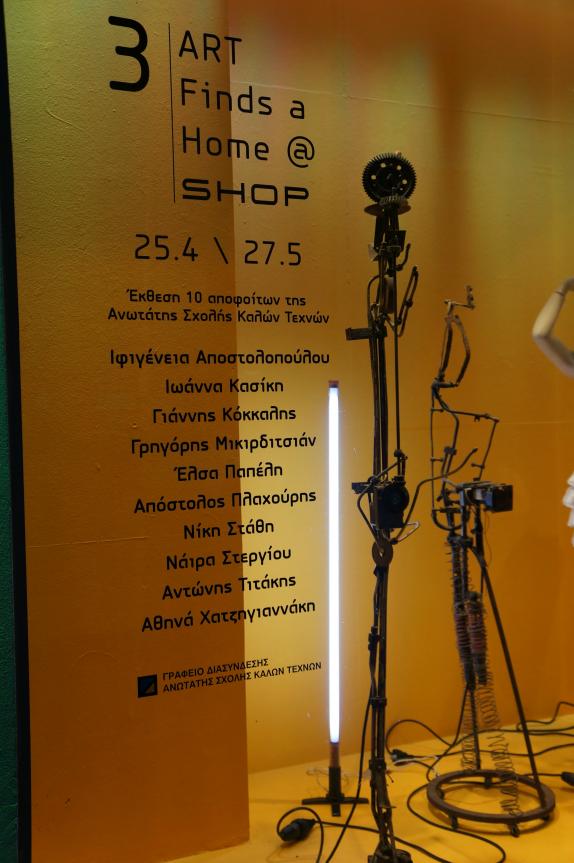 3
ART
Finds a
Home @
SHOP
25.4 \ 27.5
Έκθεση 10 αποφοίτων της
Ανωτάτης Σχολής Καλών Τεχνών
Ιφιγένεια Αποστολοπούλου
Ιωάννα Κασίκη
Γιάννης Κόκκαλης
Γρηγόρης Μικιρδιτσιάν
Έλσα Παπέλη
Απόστολος Πλαχούρης
Νίκη Στάθη
Νάιρα Στεργίου
Αντώνης Τιτάκης
Αθηνά Χατζηγιαννάκη
ΓΡΑΦΕΙΟ ΔΙΑΣΥΝΔΕΣΗΣ
ΑΝΩΤΑΤΗΣ ΣΧΟΛΗΣ ΚΑΛΩΝ ΤΕΧΝΩΝ